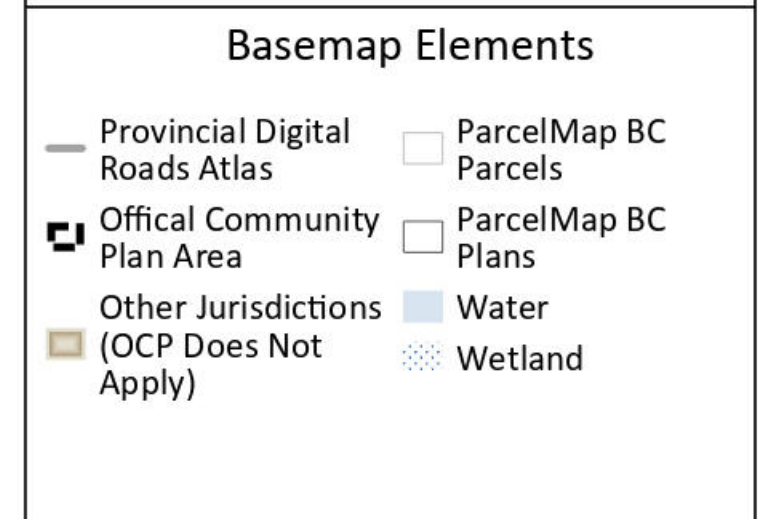 Basemap Elements
Provincial Digital
Roads Atlas
Offical Community
Plan Area
Other Jurisdictions
(OCP Does Not
Apply)
ParcelMap BC
Parcels
ParcelMap BC
Plans
Water
Wetland